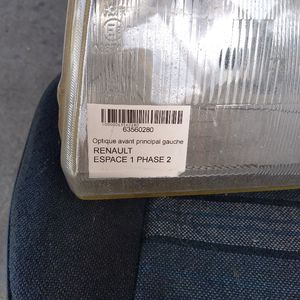 63560280
Optique avant principal gauche
RENAULT
ESPACE 1 PHASE 2